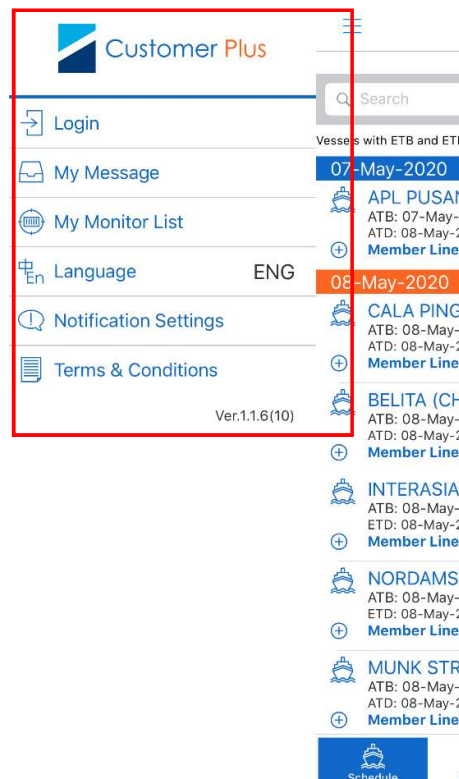 Customer Plus
Login
My Message
My Monitor List
中 En Language ENG
Notification Settings
Terms & Conditions
Ver.1.1.6(10)
Search
Vessels with ETB and
07-May-2020
APL PUSAN
ATB: 07-May-
ATD: 08-May-2
Member Line
08-May-2020
CALA PING
ATB: 08-May-
ATD: 08-May-2
Member Line
BELITA (CH
ATB: 08-May-
ATD: 08-May-2
Member Line
INTERASIA
ATB: 08-May-
ETD: 08-May-2
Member Line
NORDAMS
ATB: 08-May-
ETD: 08-May-2
Member Line
MUNK STR
ATB: 08-May-
ATD: 08-May-2
Member Line
Schedule